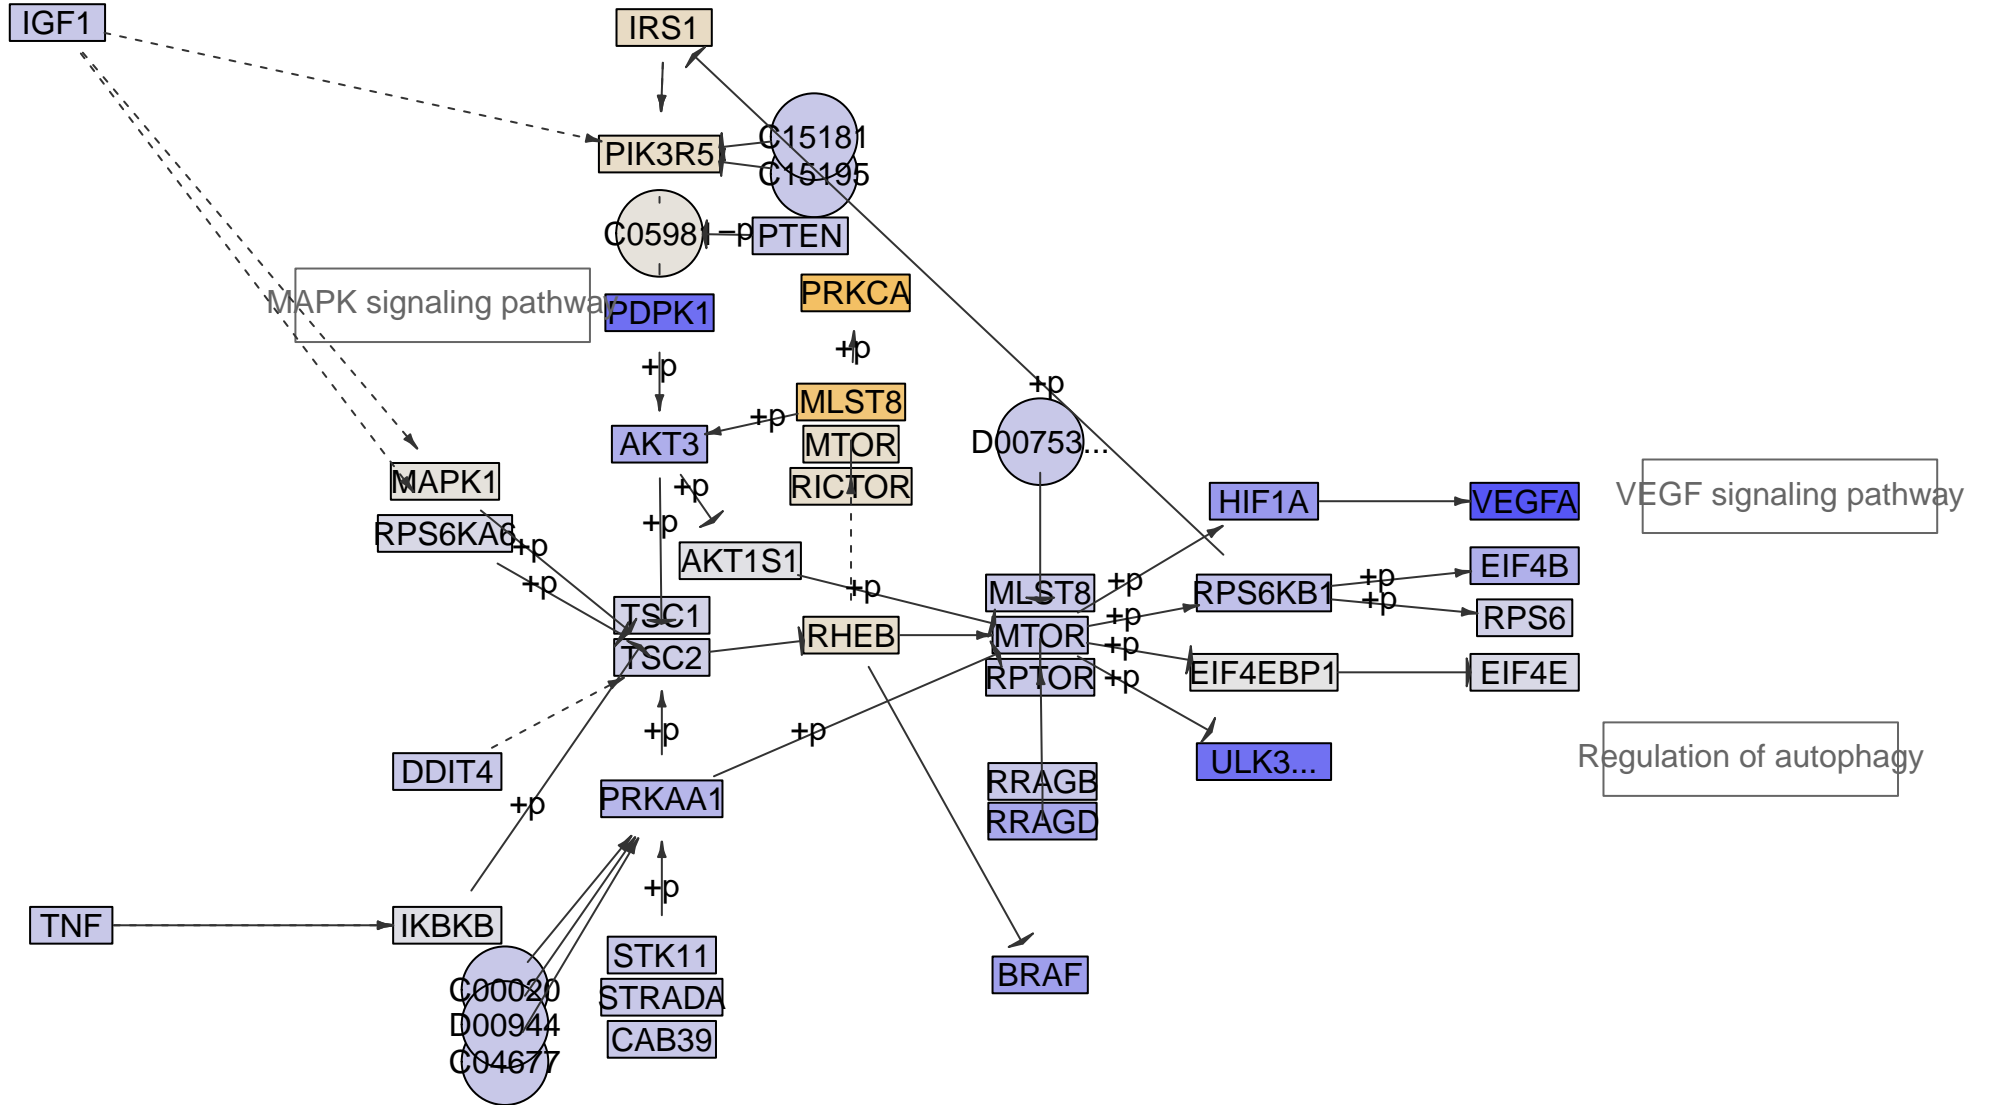 IGF1
IRS1
C15181
PIK3R5
C15195
C05981
−p
PTEN
MAPK signaling pathway
PDPK1
PRKCA
+p
+p
+p
MLST8
+p
AKT3
MTOR
D00753...
MAPK1
RICTOR
+p
HIF1A
VEGFA
VEGF signaling pathway
RPS6KA6
+p
+p
AKT1S1
EIF4B
+p
+p
MLST8
+p
RPS6KB1
+p
+p
TSC1
+p
RPS6
RHEB
MTOR
+p
TSC2
RPTOR
+p
EIF4EBP1
EIF4E
+p
+p
DDIT4
ULK3...
Regulation of autophagy
PRKAA1
RRAGB
+p
RRAGD
+p
TNF
IKBKB
STK11
BRAF
C00020
STRADA
D00944
CAB39
C04677